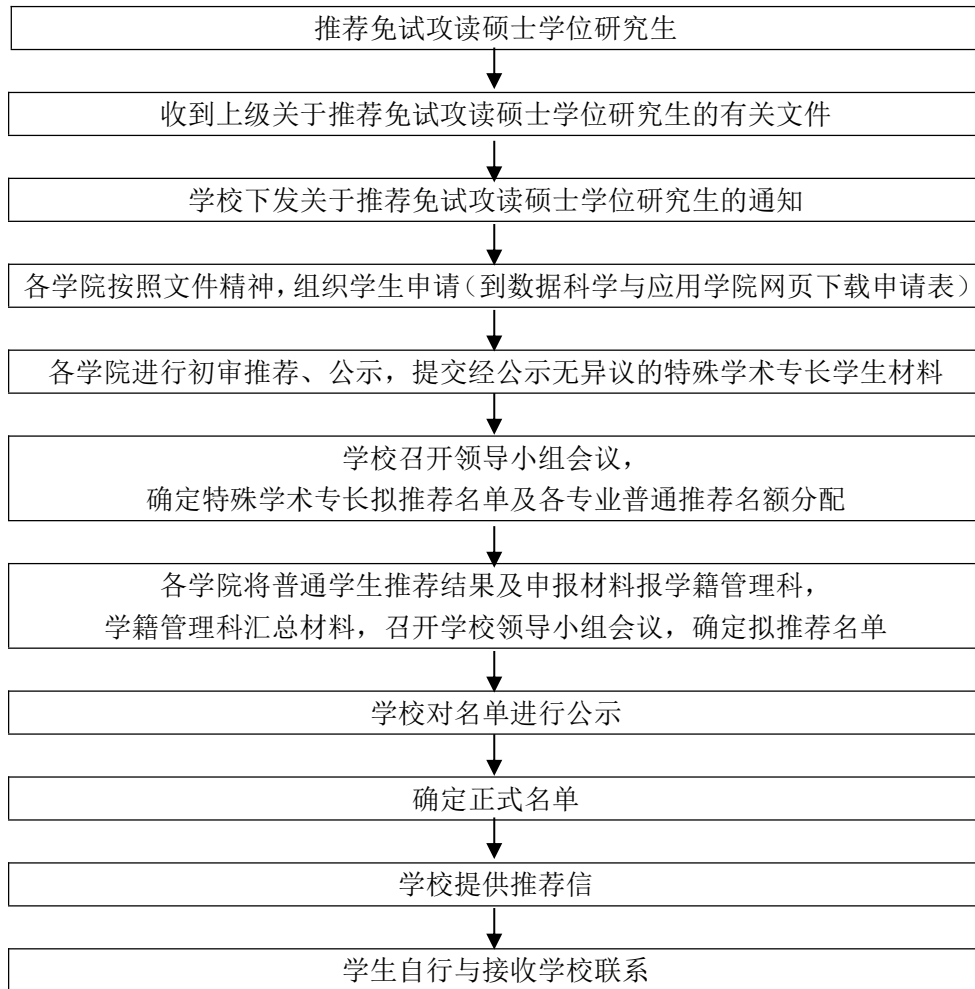 推荐免试攻读硕士学位研究生
收到上级关于推荐免试攻读硕士学位研究生的有关文件
学校下发关于推荐免试攻读硕士学位研究生的通知
各学院按照文件精神，组织学生申请（到数据科学与应用学院网页下载申请表）
各学院进行初审推荐、公示，提交经公示无异议的特殊学术专长学生材料
学校召开领导小组会议，
确定特殊学术专长拟推荐名单及各专业普通推荐名额分配
各学院将普通学生推荐结果及申报材料报学籍管理科，
学籍管理科汇总材料，召开学校领导小组会议，确定拟推荐名单
学校对名单进行公示
确定正式名单
学校提供推荐信
学生自行与接收学校联系